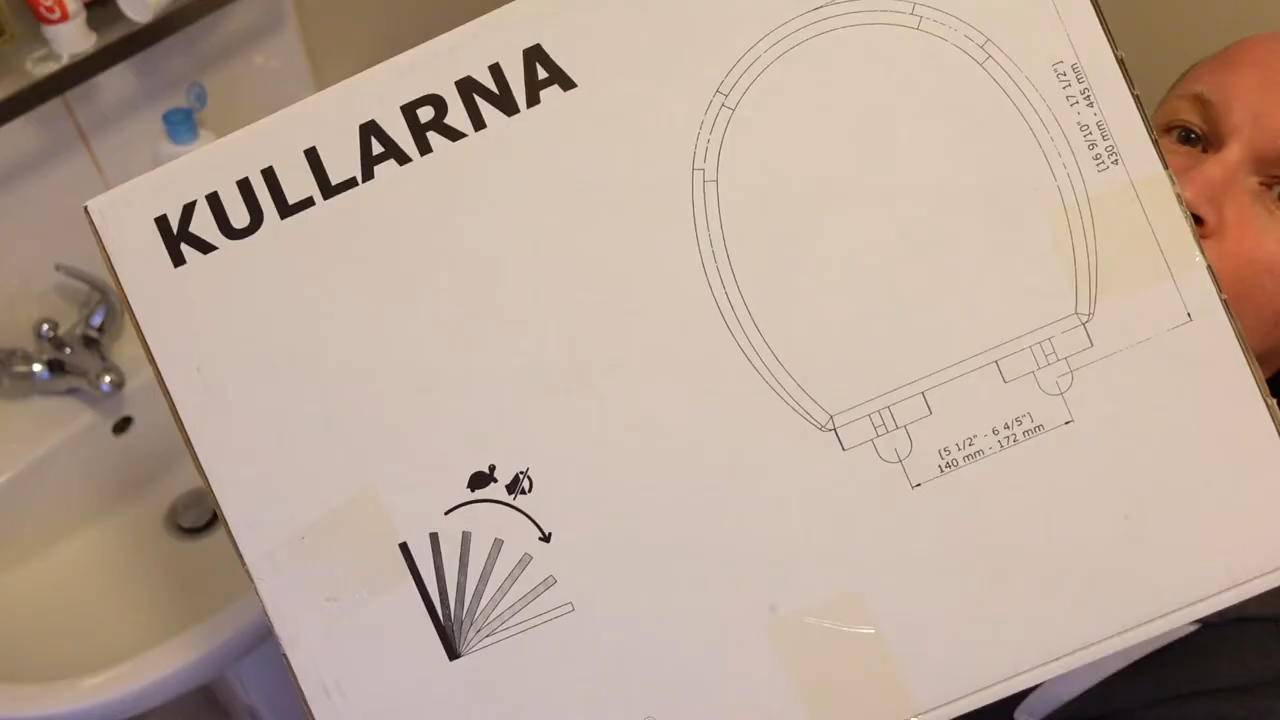 KULLARNA
[16 9/10" - 17 1/2"]
430 mm - 445 mm
[5 1/2" - 6 4/5"]
140 mm - 172 mm